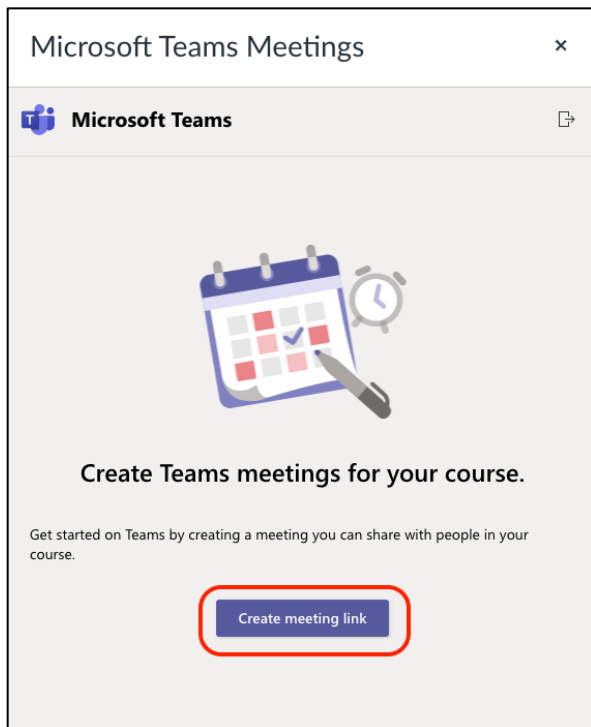 Microsoft Teams Meetings
Microsoft Teams
Create Teams meetings for your course.
Get started on Teams by creating a meeting you can share with people in your
course.
Create meeting link